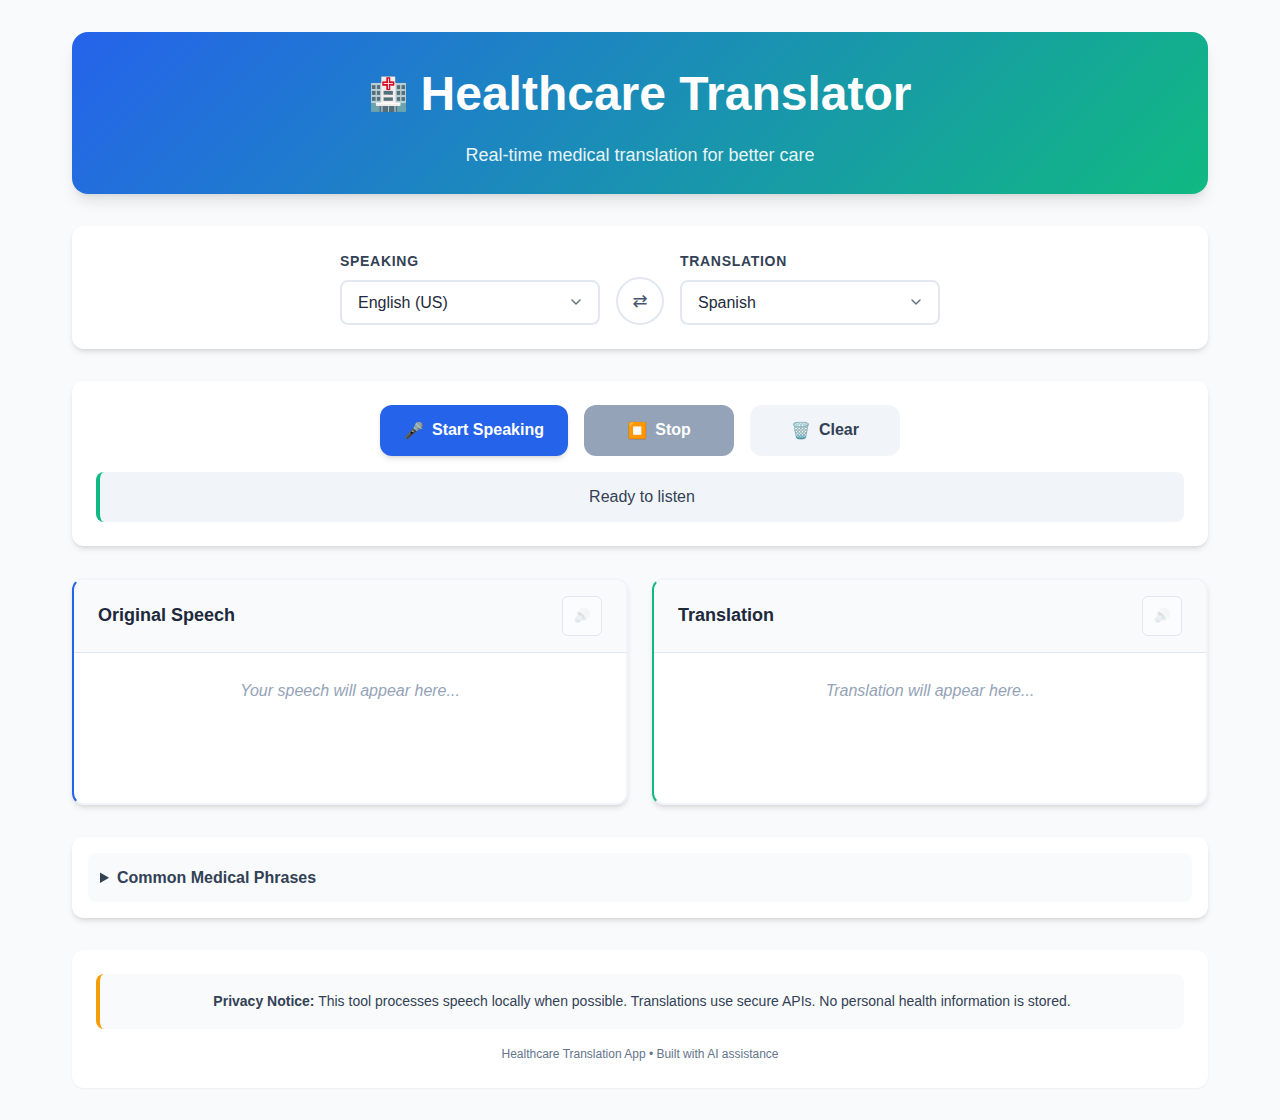 🏥 Healthcare Translator
Real-time medical translation for better care
SPEAKING
English (US)
⇄
TRANSLATION
Spanish
🎤 Start Speaking
⏹️ Stop
🗑️ Clear
Ready to listen
Original Speech
🔊
Your speech will appear here...
Translation
🔊
Translation will appear here...
▶ Common Medical Phrases
Privacy Notice: This tool processes speech locally when possible. Translations use secure APIs. No personal health information is stored.
Healthcare Translation App • Built with AI assistance